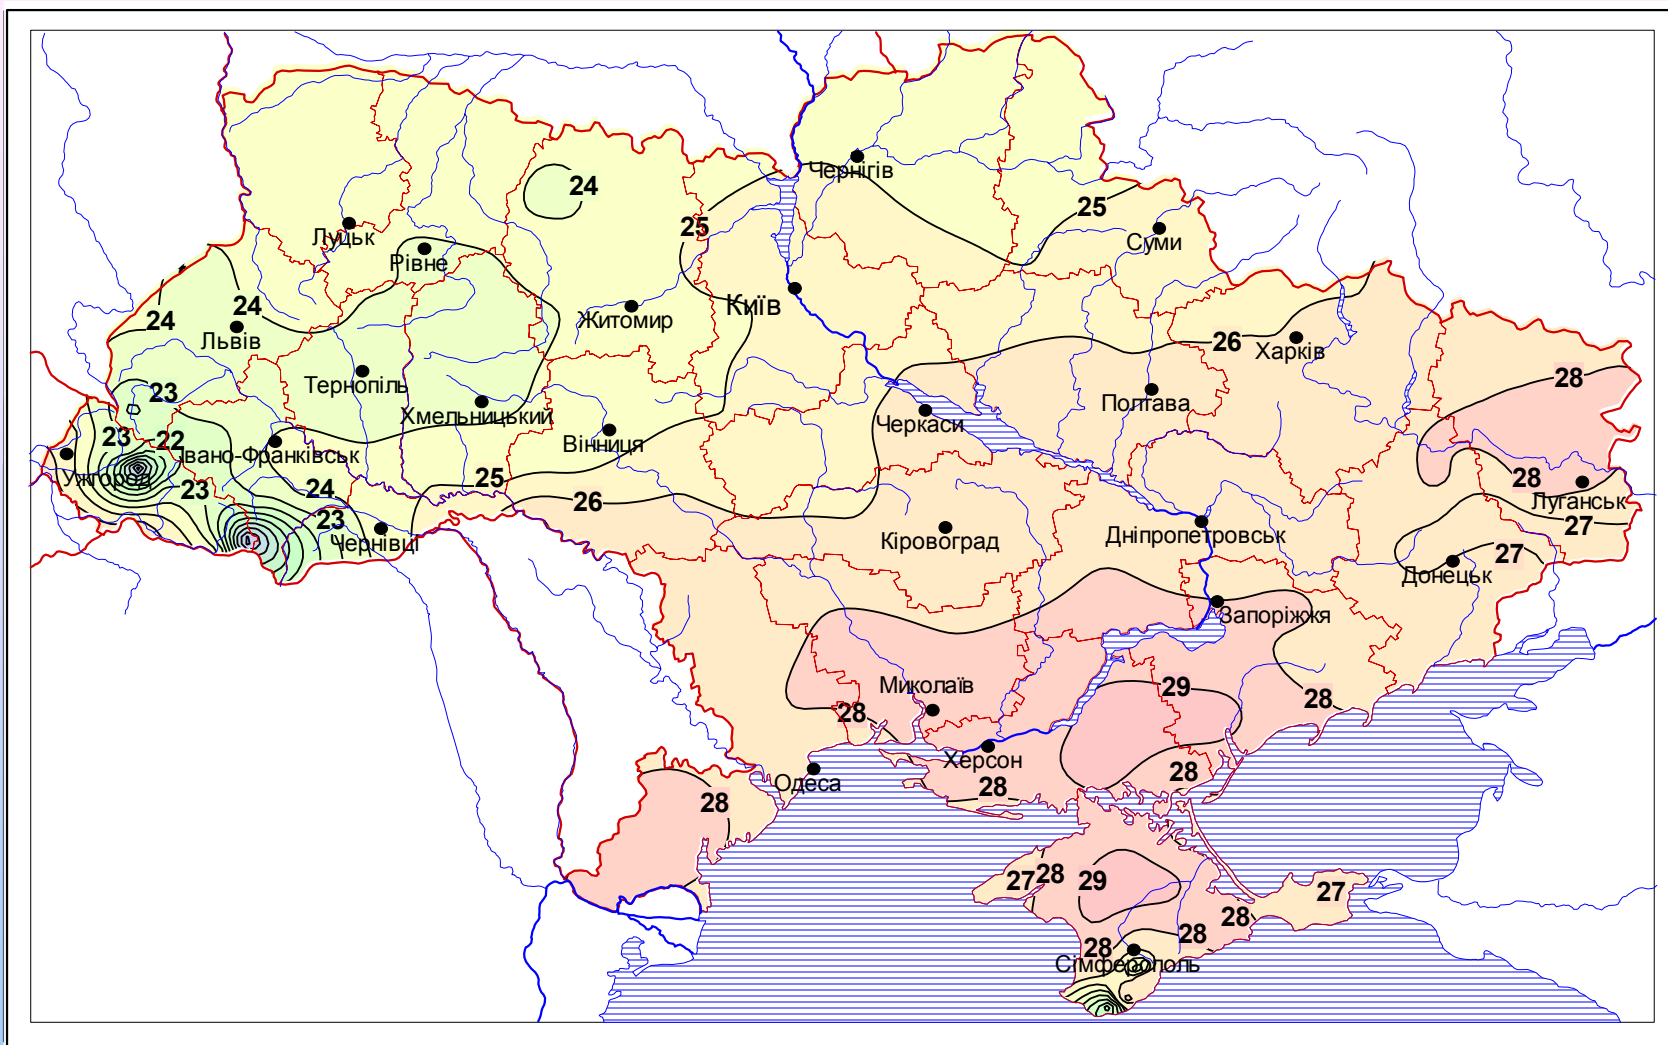 Чернігів
24
25
25
Луцьк
Суми
Рівне
24
Київ
24
Житомир
Львів
26
Харків
Тернопіль
28
23
Хмельницький
Полтава
Черкаси
23
22
Вінниця
Івано-Франківськ
Ужгород
25
28
23
24
26
Луганськ
23
27
Чернівці
Кіровоград
Дніпропетровськ
27
Донецьк
Запоріжжя
Миколаїв
29
28
28
Херсон
28
Одеса
28
28
27
28
29
27
28
28
28
Сімферополь